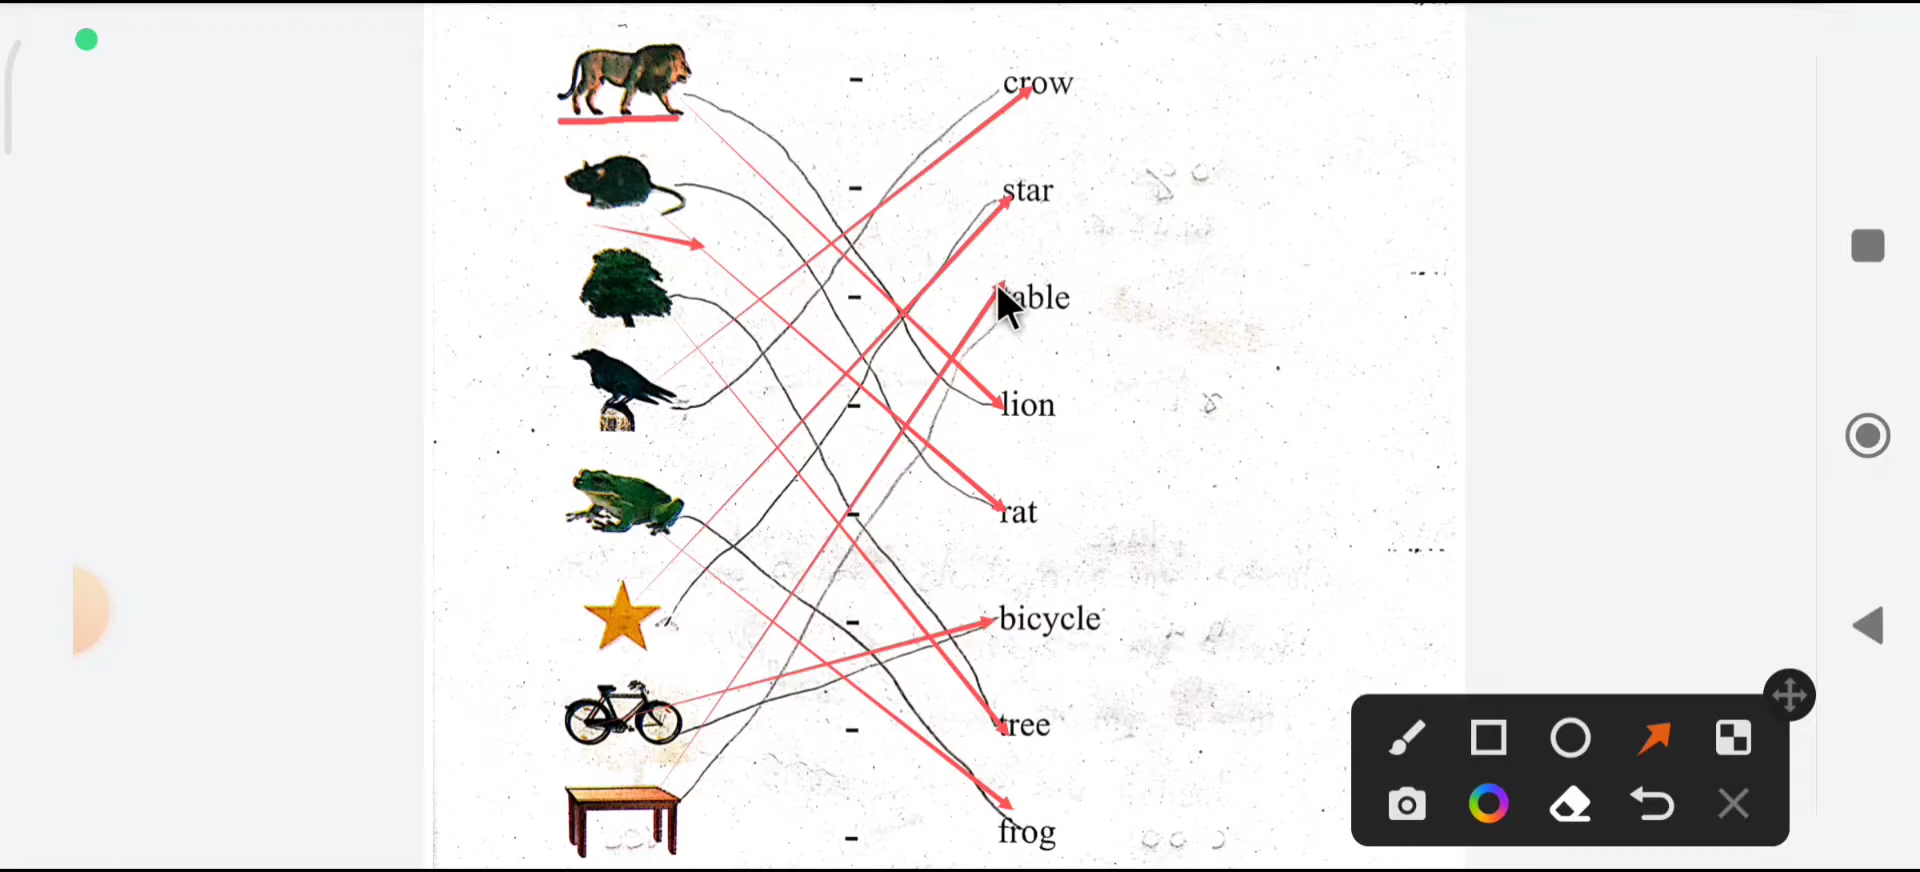 - crow
- star
- table
- lion
- rat
- bicycle
- tree
- frog